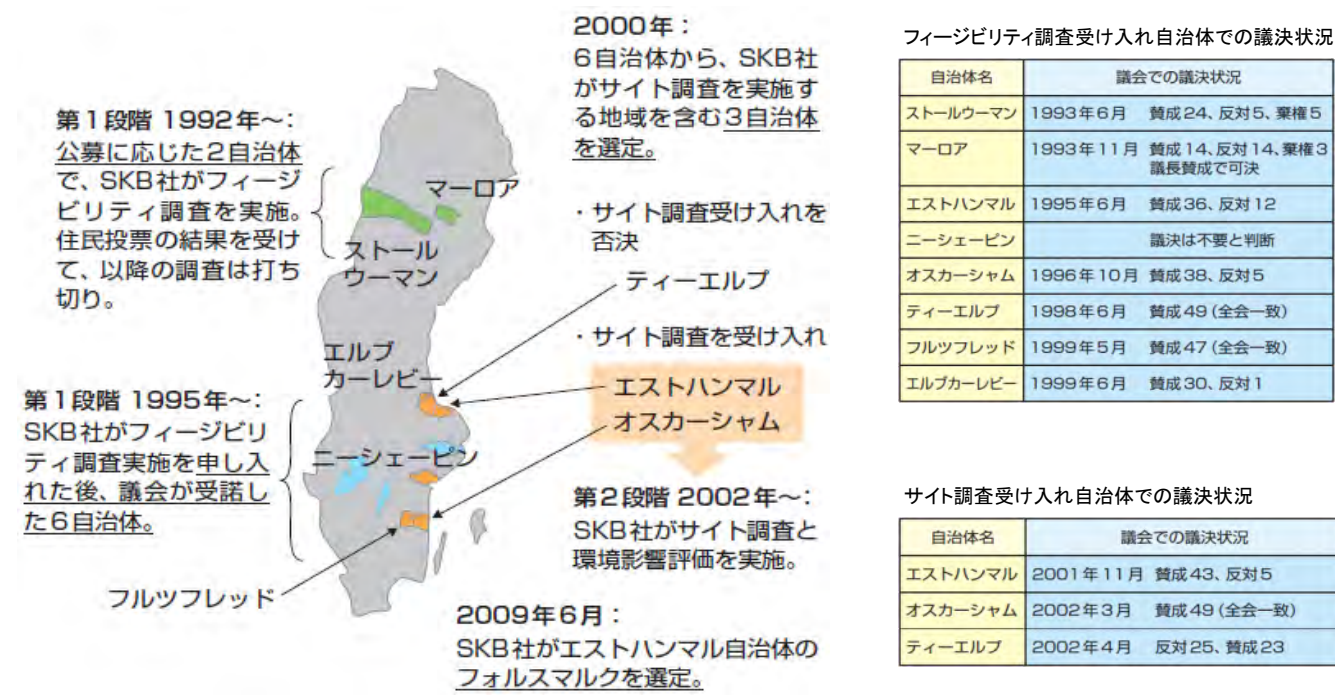 2000年：
6自治体から、SKB社
がサイト調査を実施す
る地域を含む3自治体
を選定。
第1段階 1992年～：
公募に応じた2自治体
で、SKB社がフィージ
ビリティ調査を実施。
住民投票の結果を受け
て、以降の調査は打ち
切り。
マーロア
ストール
ウーマン
・サイト調査受け入れを
否決
ティーエルプ
・サイト調査を受け入れ
エストハンマル
オスカーシャム
エルブ
カーレビー
第1段階 1995年～：
SKB社がフィージビリ
ティ調査実施を申し入
れた後、議会が受諾し
た6自治体。
ニーシェーピン
フルツフレッド
第2段階 2002年～：
SKB社がサイト調査と
環境影響評価を実施。
2009年6月：
SKB社がエストハンマル自治体の
フォルスマルクを選定。
フィージビリティ調査受け入れ自治体での議決状況
自治体名 議会での議決状況
ストールウーマン 1993年6月 賛成24、反対5、棄権5
マーロア 1993年11月 賛成14、反対14、棄権3
議長賛成で可決
エストハンマル 1995年6月 賛成36、反対12
ニーシェーピン 議決は不要と判断
オスカーシャム 1996年10月 賛成38、反対5
ティーエルプ 1998年6月 賛成49（全会一致）
フルツフレッド 1999年5月 賛成47（全会一致）
エルブカーレビー 1999年6月 賛成30、反対1
サイト調査受け入れ自治体での議決状況
自治体名 議会での議決状況
エストハンマル 2001年11月 賛成43、反対5
オスカーシャム 2002年3月 賛成49（全会一致）
ティーエルプ 2002年4月 反対25、賛成23